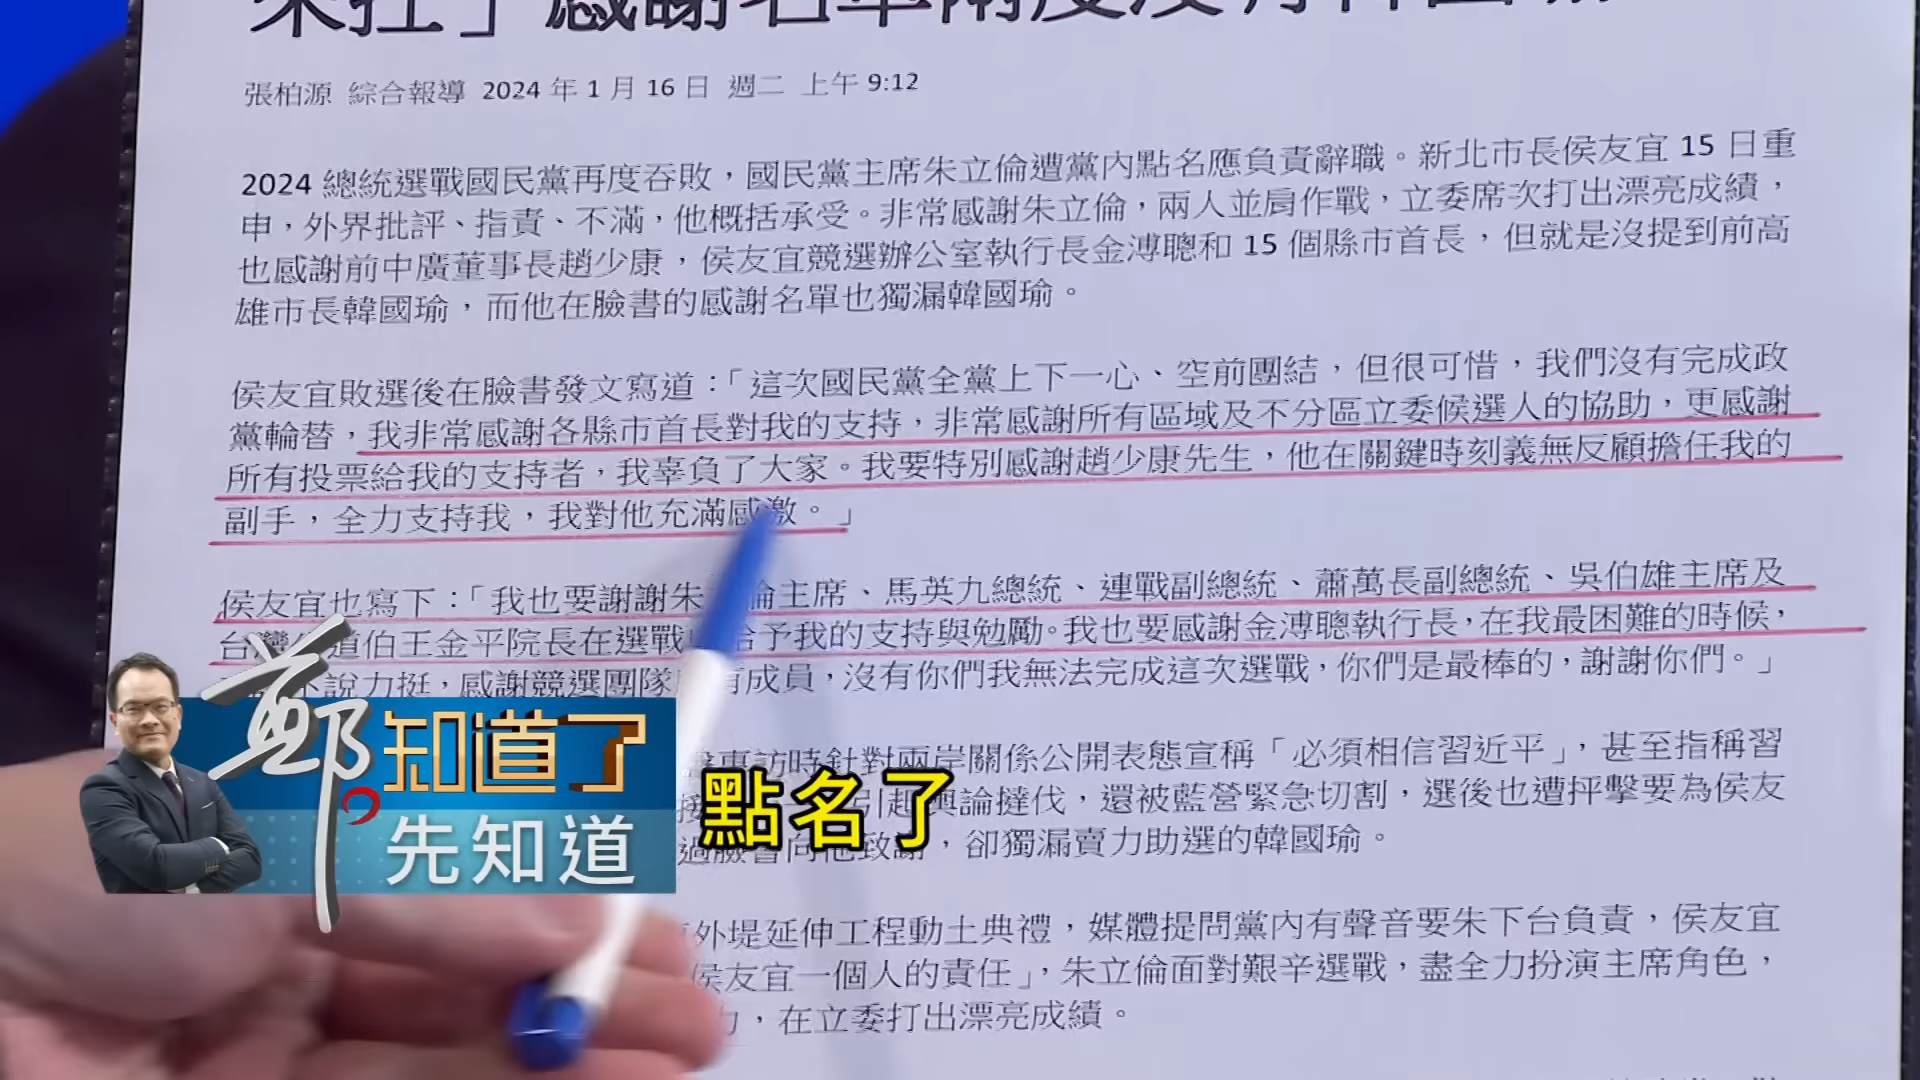 張柏源 綜合報導 2024 年 1 月 16 日 週二 上午 9:12
2024 總統選戰國民黨再度吞敗，國民黨主席朱立倫遭黨內點名應負責辭職。新北市長侯友宜 15 日重
申，外界批評、指責、不滿，他概括承受。非常感謝朱立倫，兩人並肩作戰，立委席次打出漂亮成績，
也感謝前中廣董事長趙少康，侯友宜競選辦公室執行長金溥聰和 15 個縣市首長，但就是沒提到前高
雄市長韓國瑜，而他在臉書的感謝名單也獨漏韓國瑜。
侯友宜敗選後在臉書發文寫道：「這次國民黨全黨上下一心、空前團結，但很可惜，我們沒有完成政
黨輪替，我非常感謝各縣市首長對我的支持，非常感謝所有區域及不分區立委候選人的協助，更感謝
所有投票給我的支持者，我辜負了大家。我要特別感謝趙少康先生，他在關鍵時刻義無反顧擔任我的
副手，全力支持我，我對他充滿感激。」
侯友宜也寫下：「我也要謝謝朱 倫主席、馬英九總統、連戰副總統、蕭萬長副總統、吳伯雄主席及
台灣 道伯王金平院長在選戰 給予我的支持與勉勵。我也要感謝金溥聰執行長，在我最困難的時候，
說力挺，感謝競選團隊 有成員，沒有你們我無法完成這次選戰，你們是最棒的，謝謝你們。」
專訪時針對兩岸關係公開表態宣稱「必須相信習近平」，甚至指稱習
引起輿論撻伐，還被藍營緊急切割，選後也遭抨擊要為侯友
過臉書向他致謝，卻獨漏賣力助選的韓國瑜。
外堤延伸工程動土典禮，媒體提問黨內有聲音要朱下台負責，侯友宜
侯友宜一個人的責任」，朱立倫面對艱辛選戰，盡全力扮演主席角色，
力，在立委打出漂亮成績。
鄭知道了
先知道
點名了